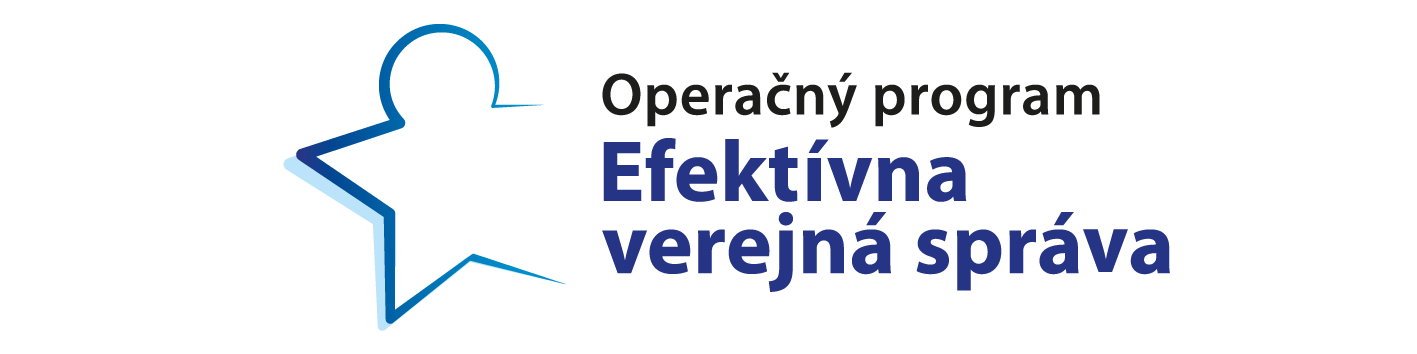 Operačný program
Efektívna
verejná správa